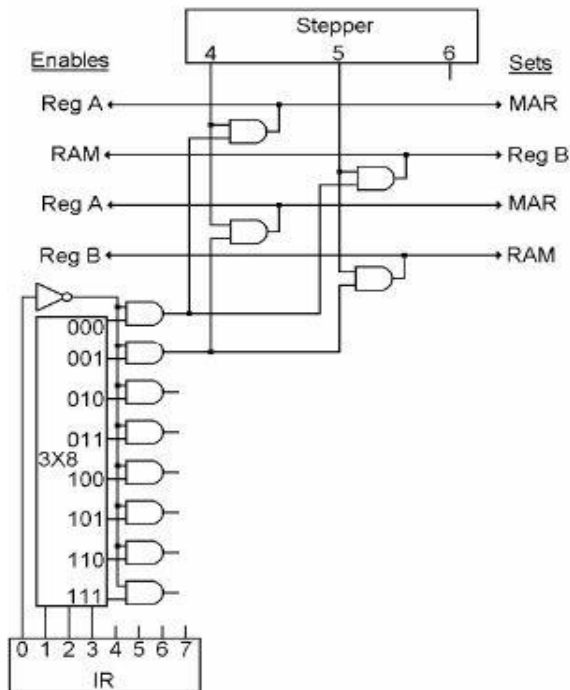 Stepper
4 5 6
Enables Sets
Reg A MAR
RAM Reg B
Reg A MAR
Reg B RAM
000
001
010
011
3X8
100
101
110
111
0 1 2 3 4 5 6 7
IR